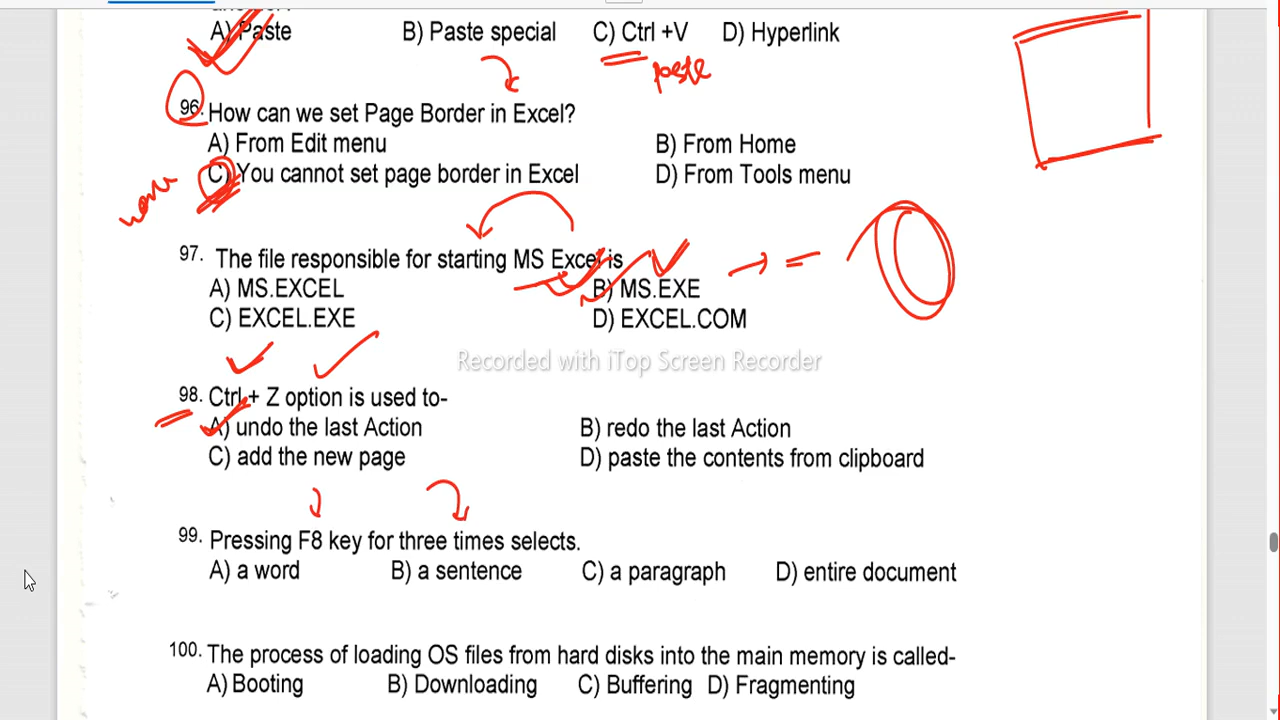 A) Paste B) Paste special C) Ctrl +V D) Hyperlink
paste
96. How can we set Page Border in Excel?
A) From Edit menu B) From Home
C) You cannot set page border in Excel D) From Tools menu
97. The file responsible for starting MS Excel is
A) MS.EXCEL B) MS.EXE
C) EXCEL.EXE D) EXCEL.COM
Recorded with iTop Screen Recorder
98. Ctrl + Z option is used to-
A) undo the last Action B) redo the last Action
C) add the new page D) paste the contents from clipboard
99. Pressing F8 key for three times selects.
A) a word B) a sentence C) a paragraph D) entire document
100. The process of loading OS files from hard disks into the main memory is called-
A) Booting B) Downloading C) Buffering D) Fragmenting